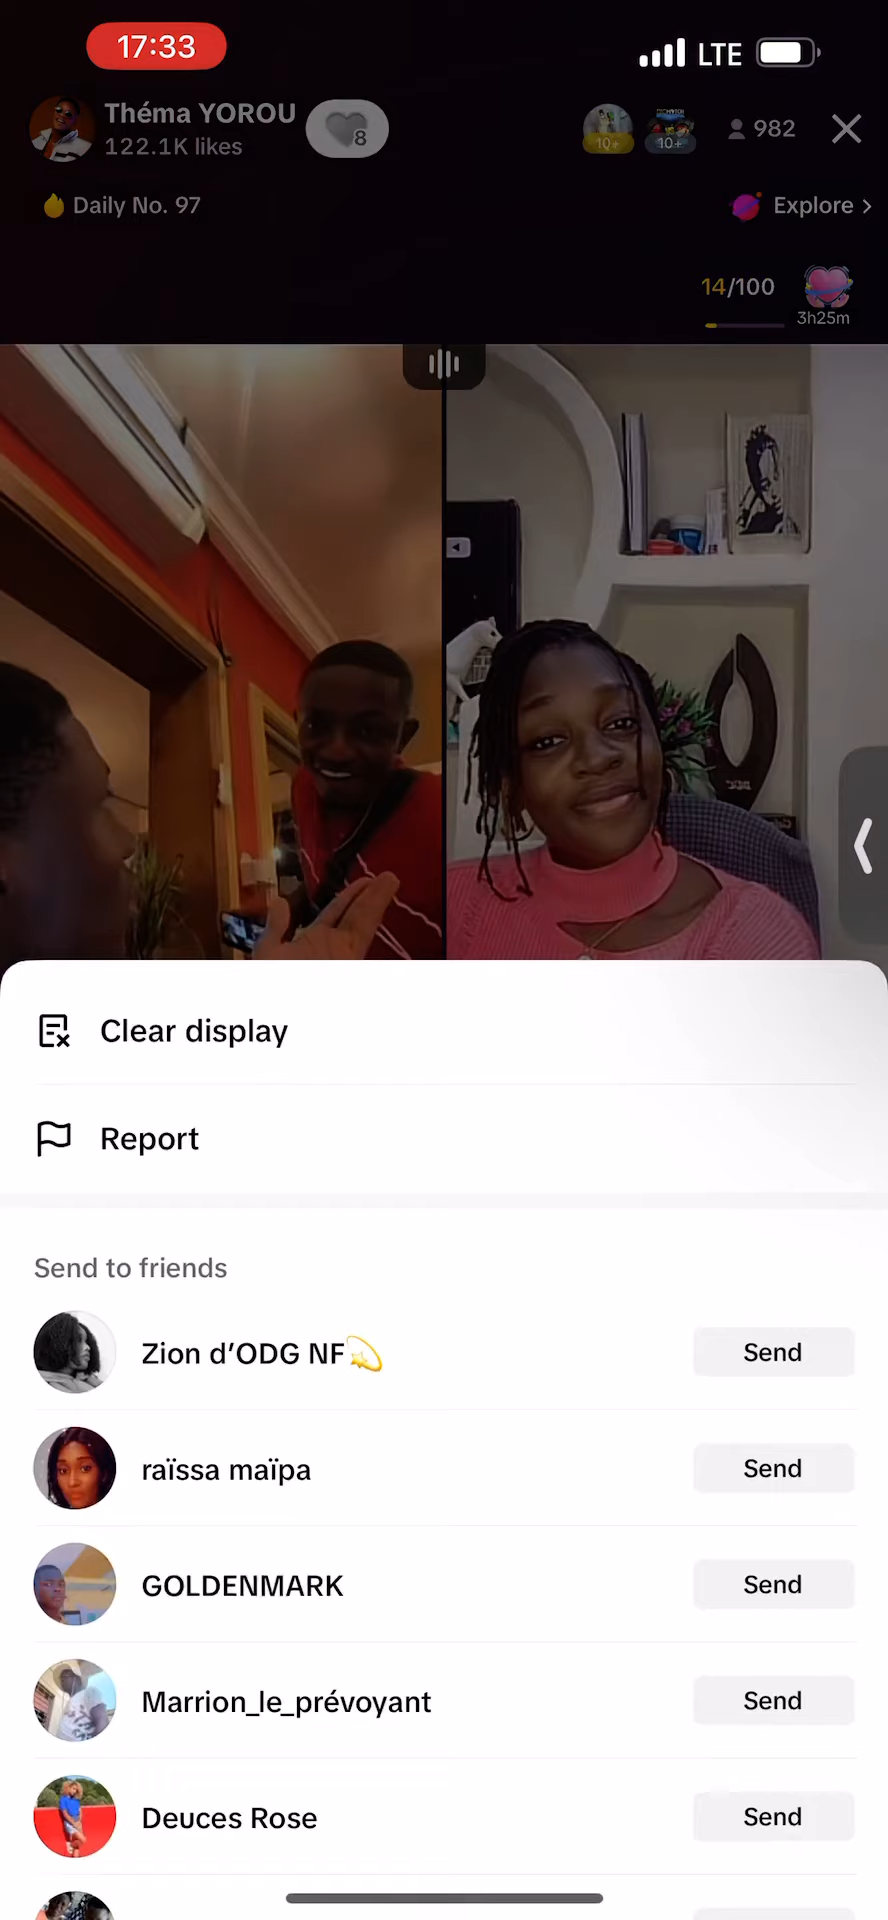 17:33
LTE
Théma YOROU
122.1K likes
8
10+
10+
982
Daily No. 97
Explore >
14/100
3h25m
Clear display
Report
Send to friends
Zion d’ODG NF💫
Send
raïssa maïpa
Send
GOLDENMARK
Send
Marrion_le_prévoyant
Send
Deuces Rose
Send